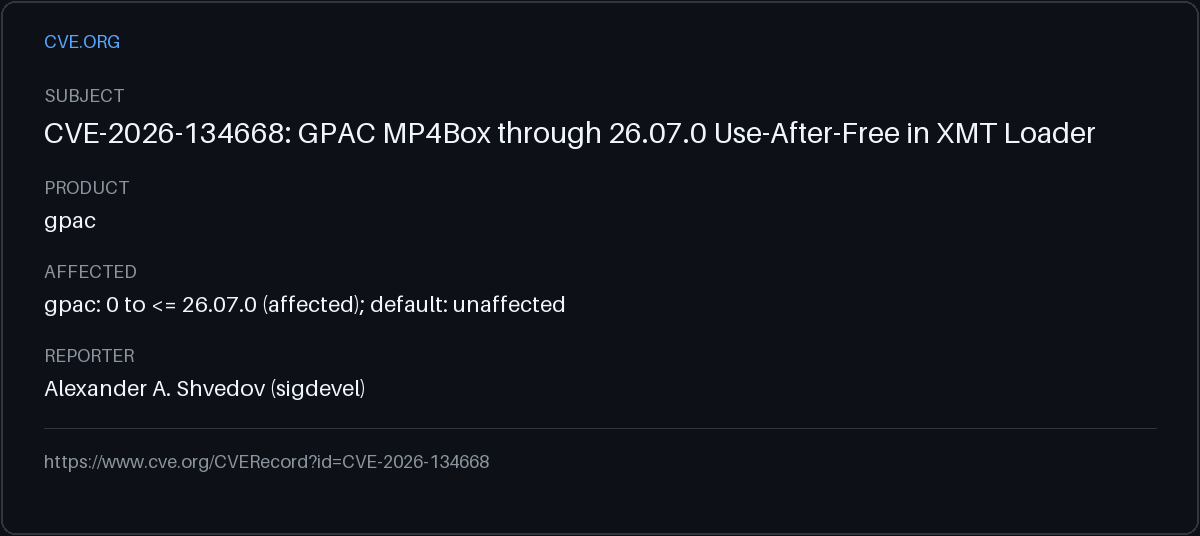 CVE.ORG
SUBJECT
CVE-2026-134668: GPAC MP4Box through 26.07.0 Use-After-Free in XMT Loader
PRODUCT
gpac
AFFECTED
gpac: 0 to <= 26.07.0 (affected); default: unaffected
REPORTER
Alexander A. Shvedov (sigdevel)
https://www.cve.org/CVERecord?id=CVE-2026-134668